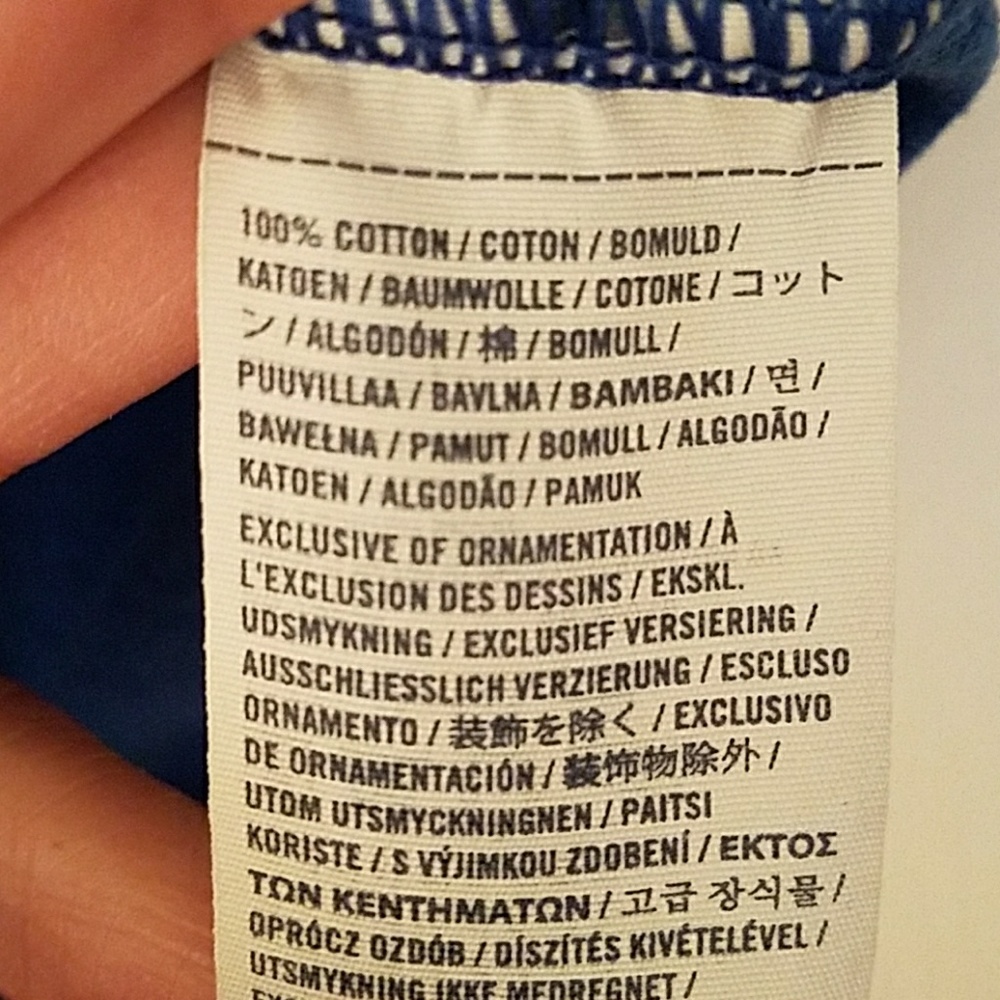 100% COTTON / COTON / BOMULD /
KATOEN / BAUMWOLLE / COTONE / コット
ン / ALGODÓN / 棉 / BOMULL /
PUUVILLAA / BAVLNA / BAMBAKI / 면 /
BAWEŁNA / PAMUT / BOMULL / ALGODÃO /
KATOEN / ALGODÃO / PAMUK
EXCLUSIVE OF ORNAMENTATION / À
L'EXCLUSION DES DESSINS / EKSKL.
UDSMYKNING / EXCLUSIEF VERSIERING /
AUSSCHLIESSLICH VERZIERUNG / ESCLUSO
ORNAMENTO / 装飾を除く / EXCLUSIVO
DE ORNAMENTACIÓN / 装饰物除外 /
UTOM UTSMYCKNINGNEN / PAITSI
KORISTE / S VÝJIMKOU ZDOBENÍ / ΕΚΤΟΣ
ΤΩΝ ΚΕΝΤΗΜΑΤΩΝ / 고급 장식물 /
OPRÓCZ OZDÓB / DÍSZÍTÉS KIVÉTELÉVEL /
UTSMYKNING IKKE MEDREGNET /